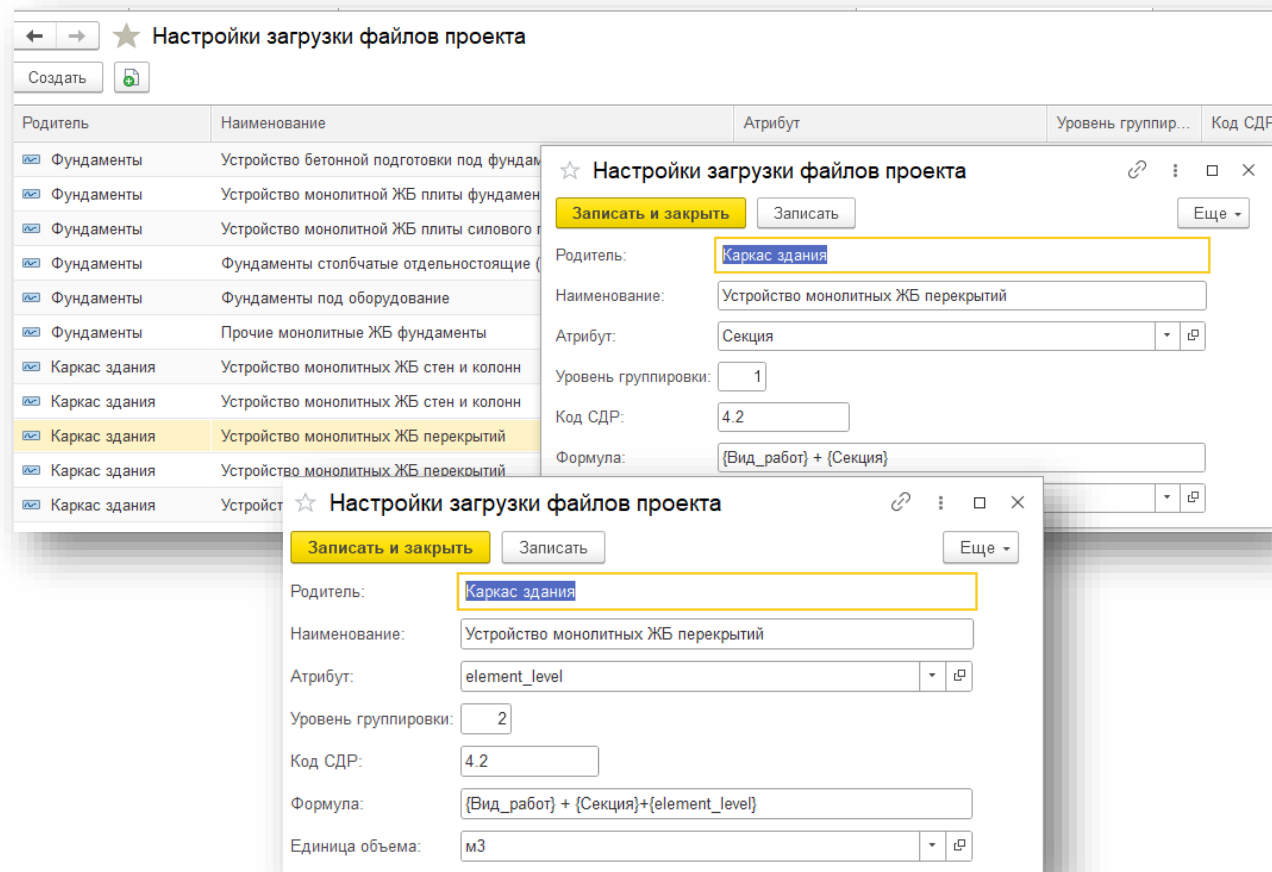 Настройки загрузки файлов проекта
Создать
Родитель Наименование Атрибут Уровень группир... Код СДР
Фундаменты Устройство бетонной подготовки под
Фундаменты Устройство монолитной ЖБ плиты
Фундаменты Устройство монолитной ЖБ плиты силового
Фундаменты Фундаменты столбчатые отдельностоящие (
Фундаменты Фундаменты под оборудование
Фундаменты Прочие монолитные ЖБ фундаменты
Каркас здания Устройство монолитных ЖБ стен и колонн
Каркас здания Устройство монолитных ЖБ стен и колонн
Каркас здания Устройство монолитных ЖБ перекрытий
Каркас здания Устройство монолитных ЖБ перекрытий
Каркас здания
Настройки загрузки файлов проекта
Записать и закрыть Записать Еще
Родитель: Каркас здания
Наименование: Устройство монолитных ЖБ перекрытий
Атрибут: Секция
Уровень группировки: 1
Код СДР: 4.2
Формула: {Вид_работ} + {Секция}
Настройки загрузки файлов проекта
Записать и закрыть Записать Еще
Родитель: Каркас здания
Наименование: Устройство монолитных ЖБ перекрытий
Атрибут: element_level
Уровень группировки: 2
Код СДР: 4.2
Формула: {Вид_работ} + {Секция}+{element_level}
Единица объема: м3